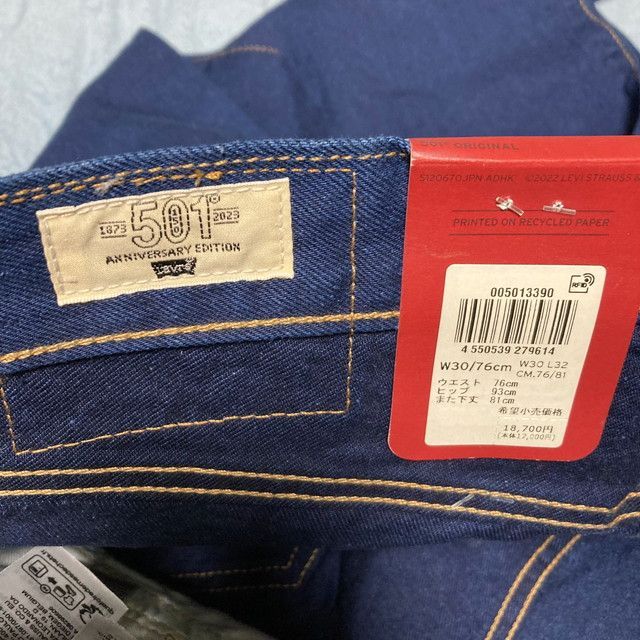 1873 501® 2023
ANNIVERSARY EDITION
Levi's
501® ORIGINAL
5120670JPN-ADHK ©2022 LEVI STRAUSS &
PRINTED ON RECYCLED PAPER
RFID
005013390
4 550539 279614
W30/76cm W30 L32
CM.76/81
ウエスト 76cm
ヒップ 93cm
また下丈 81cm
希望小売価格
18,700円
(本体17,000円)